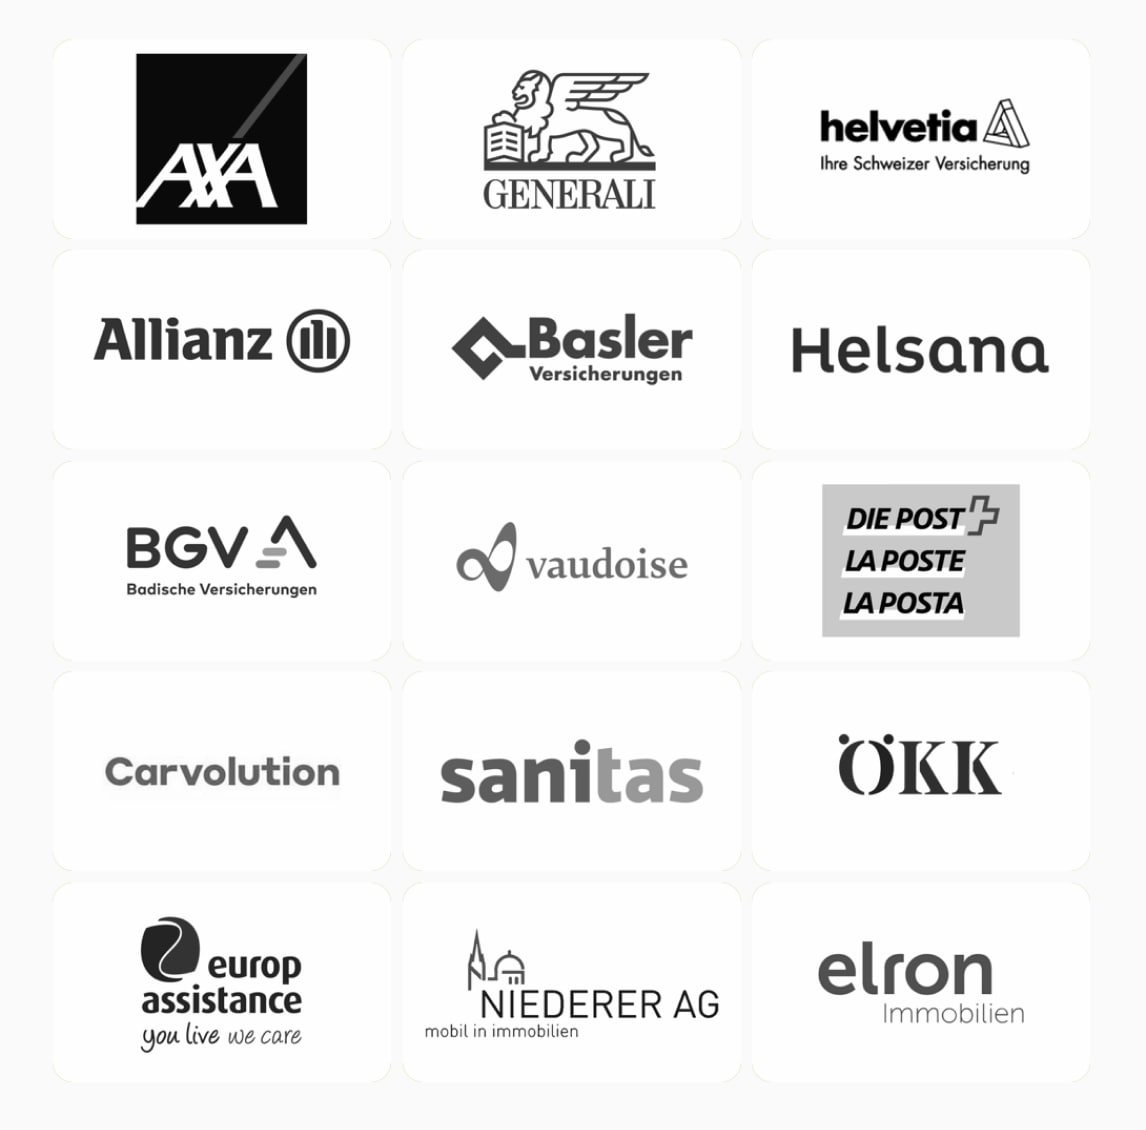 AXA
GENERALI
helvetia
Ihre Schweizer Versicherung
Allianz
Basler
Versicherungen
Helsana
BGV
Badische Versicherungen
vaudoise
DIE POST
LA POSTE
LA POSTA
Carvolution
sanitas
ÖKK
europ
assistance
you live we care
NIEDERER AG
mobil in immobilien
elron
Immobilien